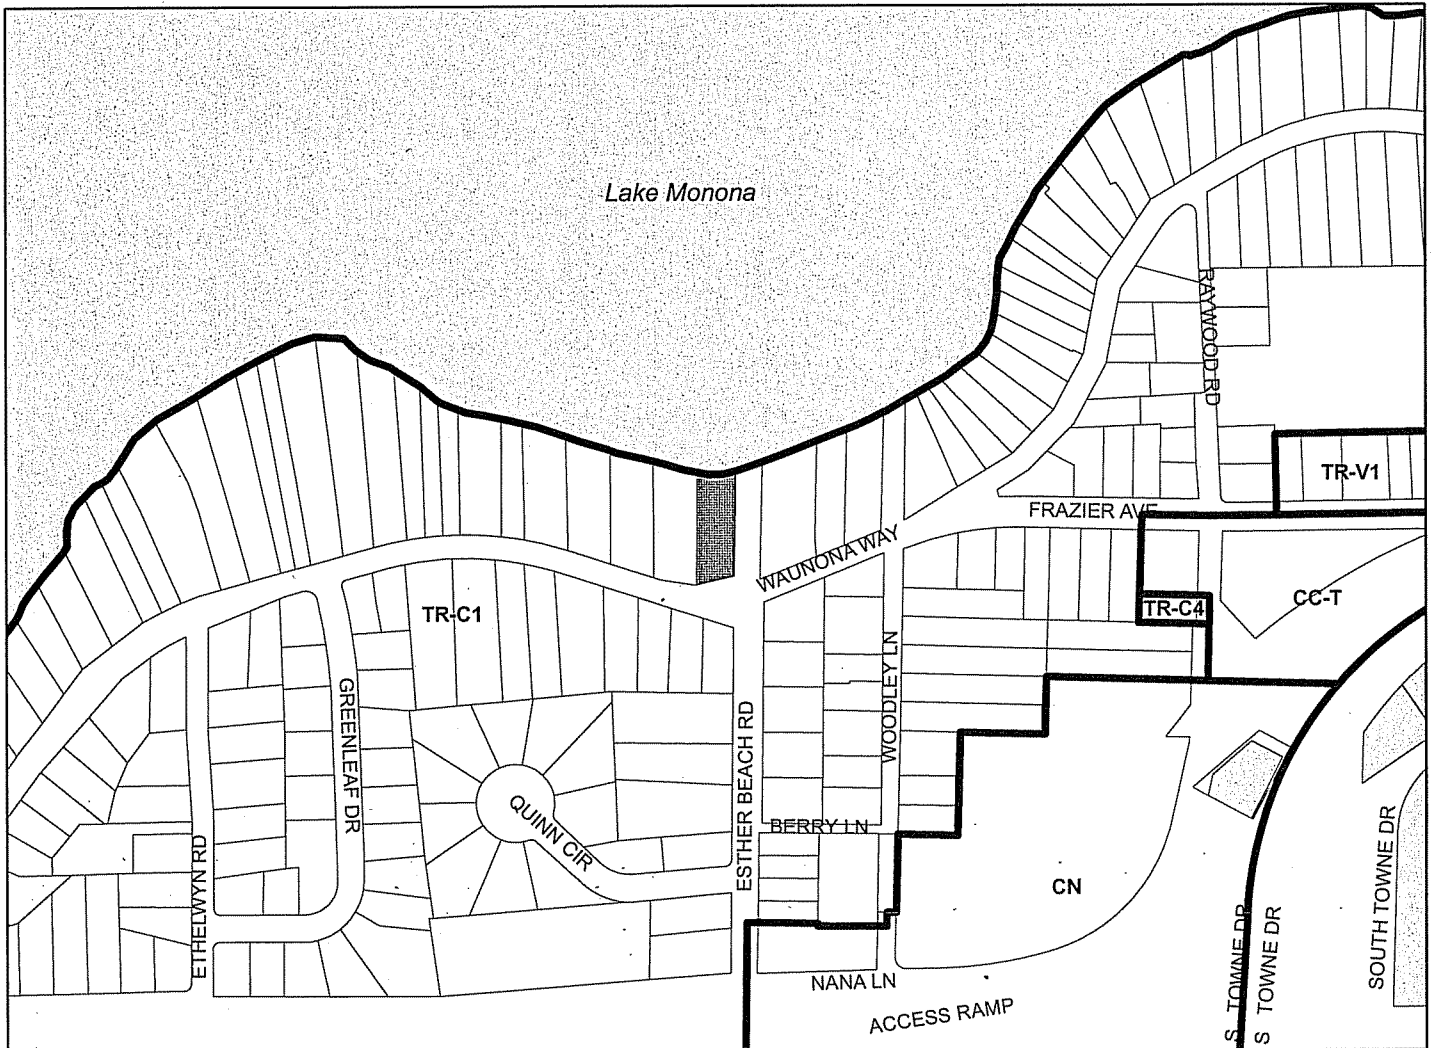 Lake Monona
RAYWOOD RD
TR-V1
FRAZIER AVE
WAUNONA WAY
CC-T
TR-C4
TR-C1
WOODLEY LN
GREENLEAF DR
ESTHER BEACH RD
QUINN CIR
BERRY LN
ETHELWYN RD
CN
SOUTH TOWNE DR
S TOWNE DR
S TOWNE DR
NANA LN
ACCESS RAMP